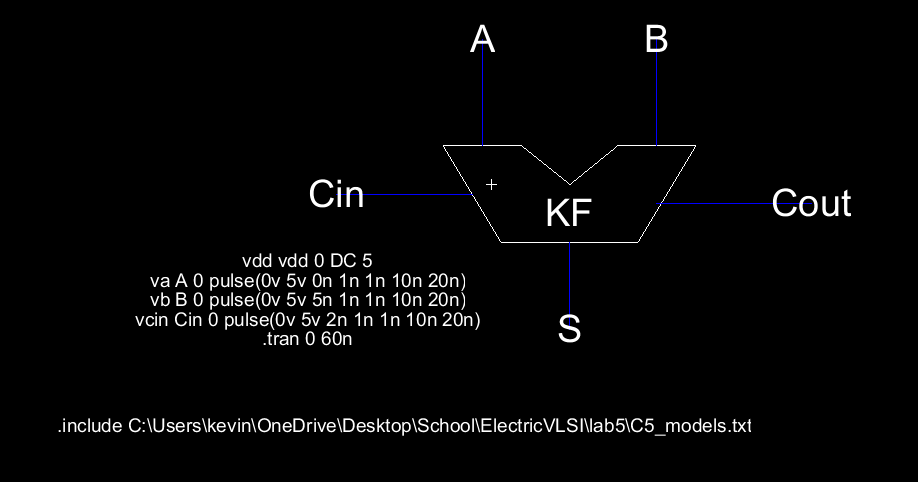 A
B
Cin
KF
Cout
vdd vdd 0 DC 5
va A 0 pulse(0v 5v 0n 1n 1n 10n 20n)
vb B 0 pulse(0v 5v 5n 1n 1n 10n 20n)
vcin Cin 0 pulse(0v 5v 2n 1n 1n 10n 20n)
.tran 0 60n
S
.include C:\Users\kevin\OneDrive\Desktop\School\ElectricVLSI\lab5\C5_models.txt